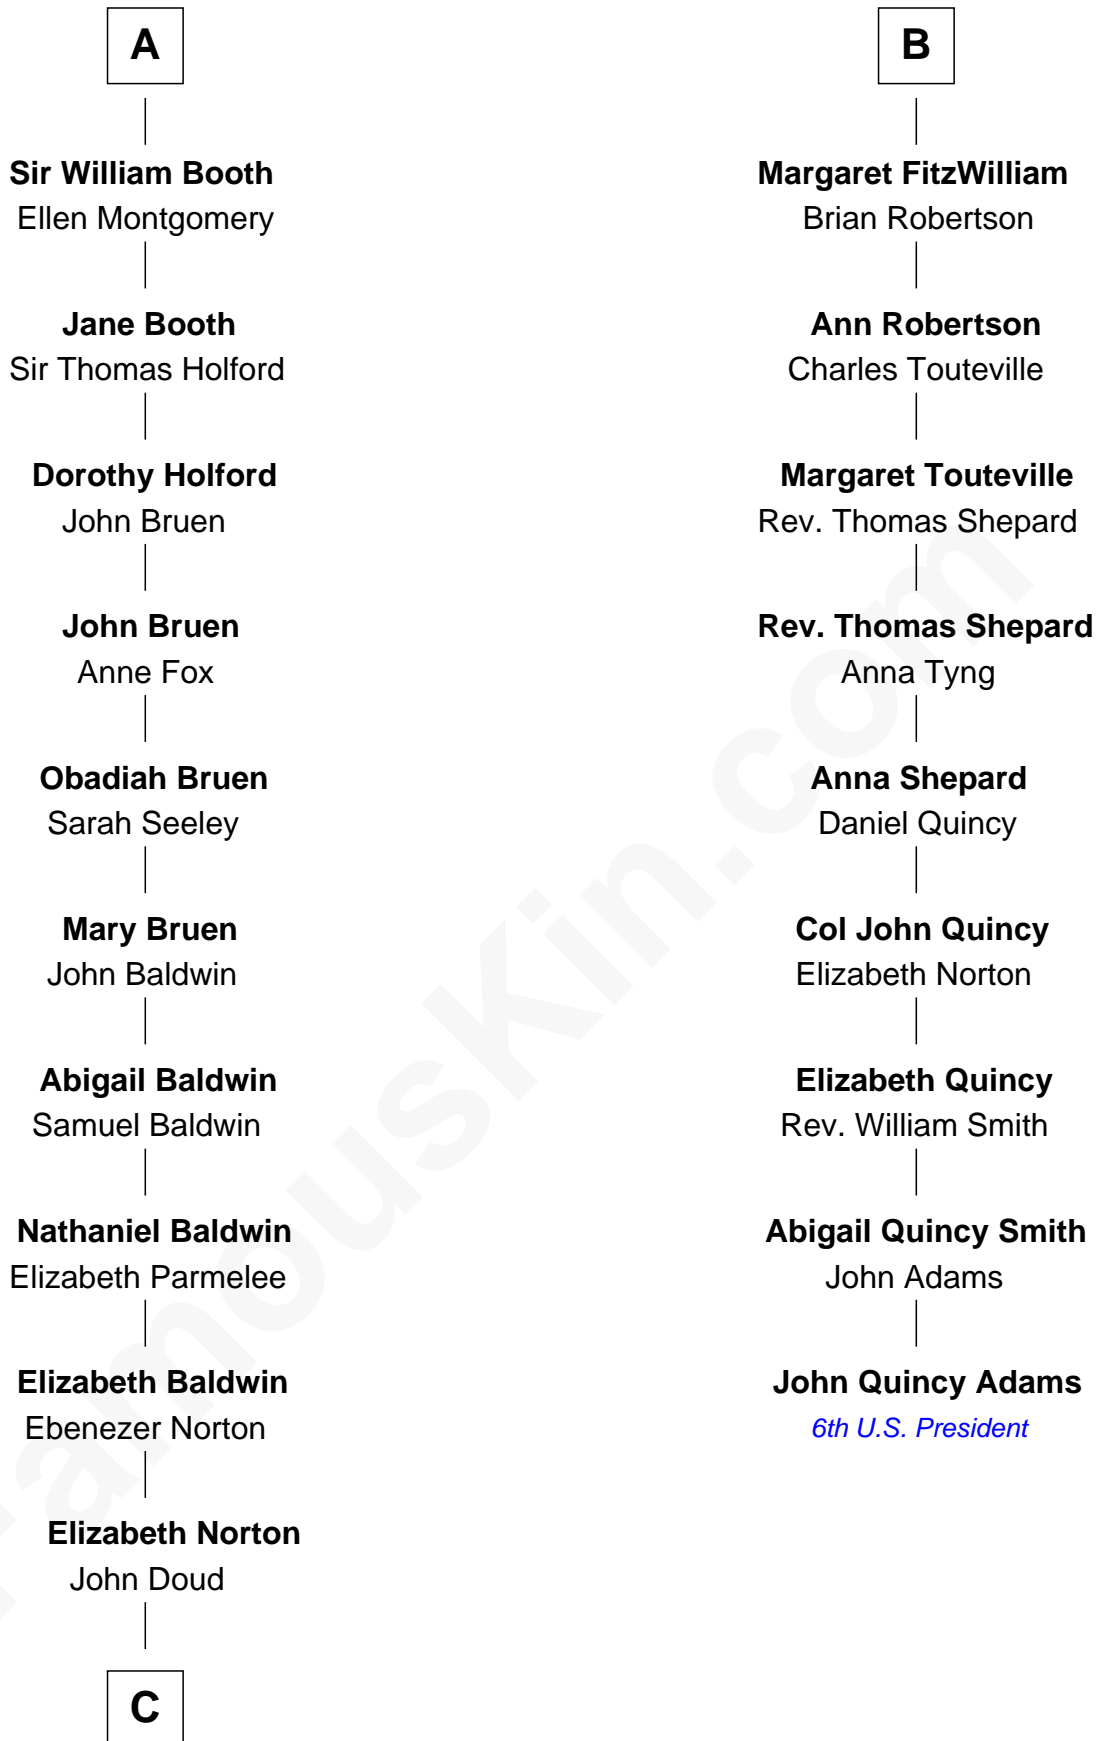 A
Sir William Booth
Ellen Montgomery
Jane Booth
Sir Thomas Holford
Dorothy Holford
John Bruen
John Bruen
Anne Fox
Obadiah Bruen
Sarah Seeley
Mary Bruen
John Baldwin
Abigail Baldwin
Samuel Baldwin
Nathaniel Baldwin
Elizabeth Parmelee
Elizabeth Baldwin
Ebenezer Norton
Elizabeth Norton
John Doud
C
B
Margaret FitzWilliam
Brian Robertson
Ann Robertson
Charles Touteville
Margaret Touteville
Rev. Thomas Shepard
Rev. Thomas Shepard
Anna Tyng
Anna Shepard
Daniel Quincy
Col John Quincy
Elizabeth Norton
Elizabeth Quincy
Rev. William Smith
Abigail Quincy Smith
John Adams
John Quincy Adams
6th U.S. President
FamousKin.com